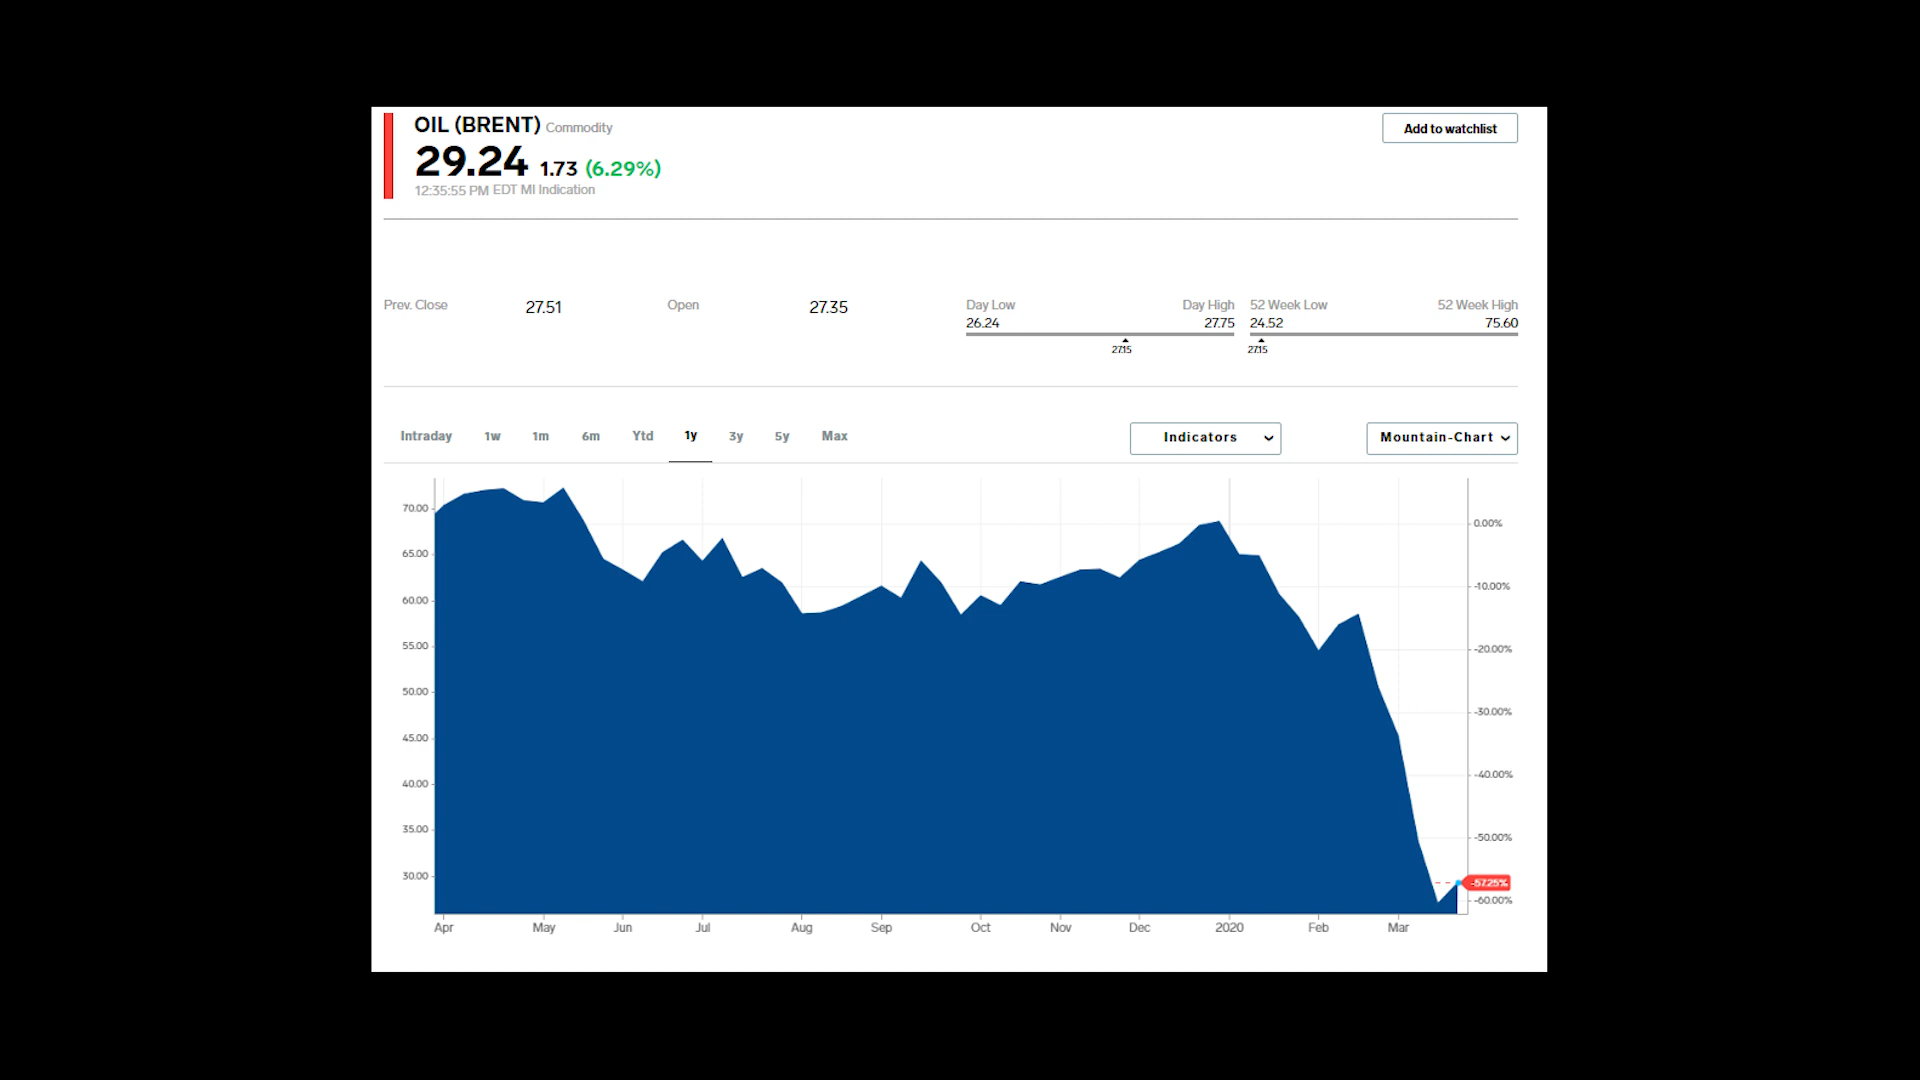 OIL (BRENT) Commodity
Add to watchlist
29.24 1.73 (6.29%)
12:35:55 PM EDT MI Indication
Prev. Close 27.51 Open 27.35 Day Low Day High 52 Week Low 52 Week High
26.24 27.75 24.52 75.60
27.15 27.15
Intraday 1w 1m 6m Ytd 1y 3y 5y Max Indicators Mountain-Chart
70.00
65.00
60.00
55.00
50.00
45.00
40.00
35.00
30.00
0.00%
-10.00%
-20.00%
-30.00%
-40.00%
-50.00%
-57.25%
-60.00%
Apr May Jun Jul Aug Sep Oct Nov Dec 2020 Feb Mar